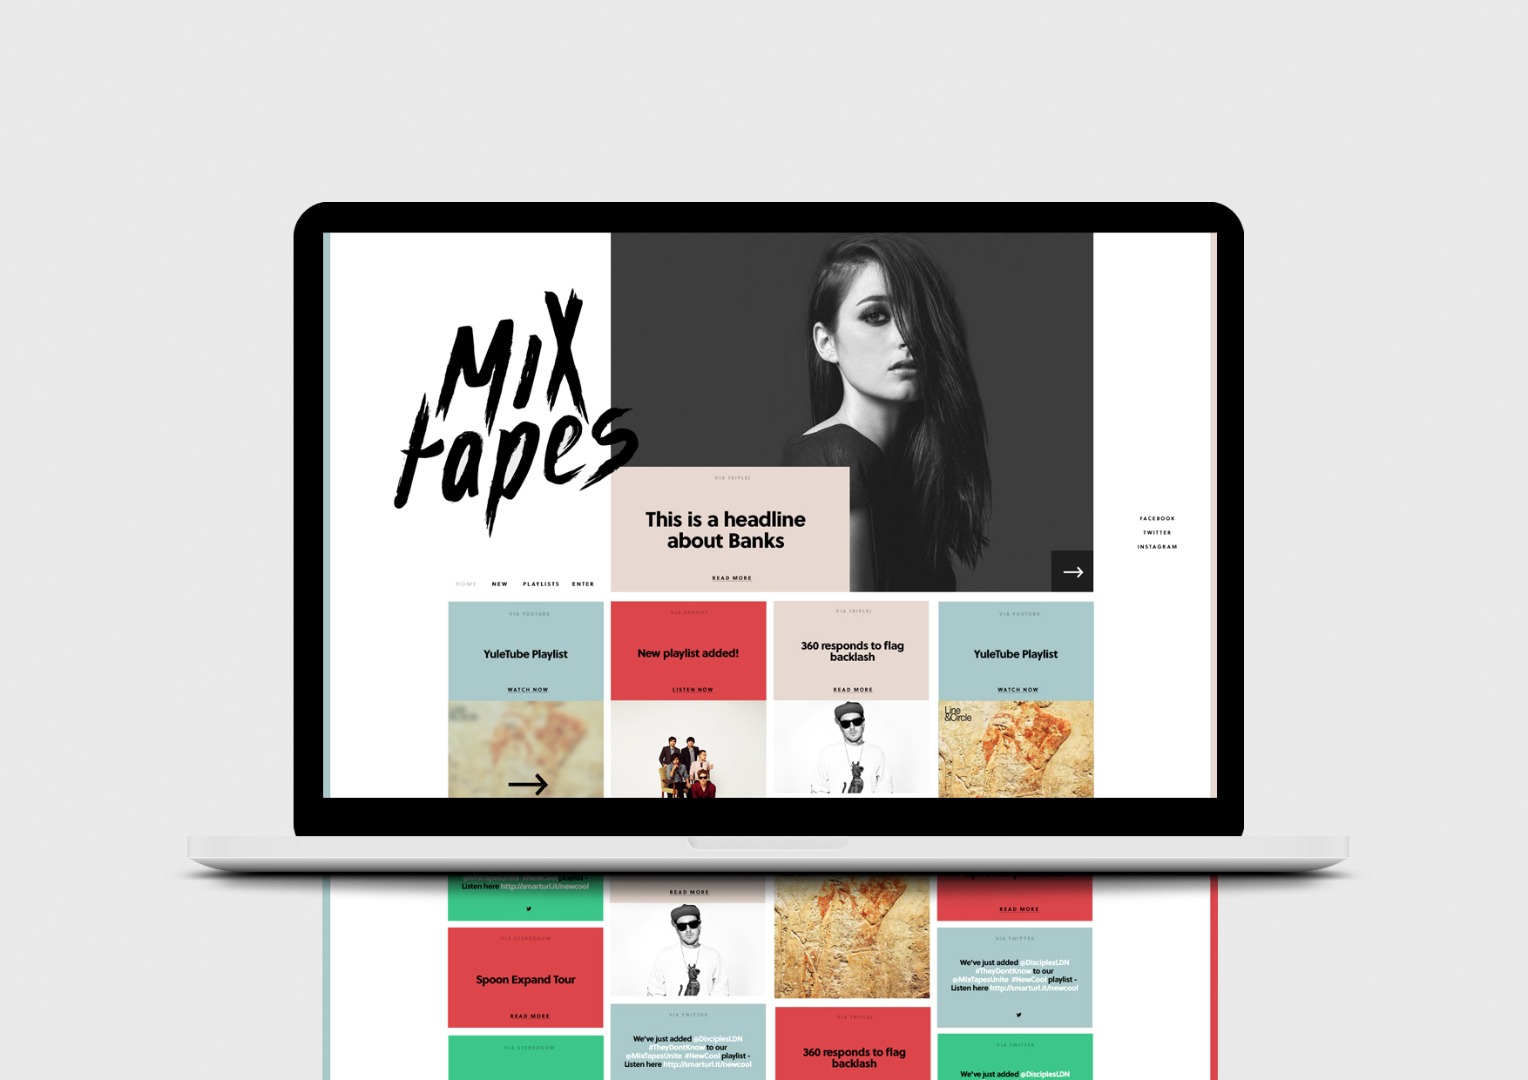 MiX
tapes
VIA TRIPLEJ
This is a headline
about Banks
READ MORE
FACEBOOK
TWITTER
INSTAGRAM
HOME NEW PLAYLISTS ENTER
VIA YOUTUBE
YuleTube Playlist
WATCH NOW
VIA SPOTIFY
New playlist added!
LISTEN NOW
VIA TRIPLEJ
360 responds to flag
backlash
READ MORE
VIA YOUTUBE
YuleTube Playlist
WATCH NOW
Line
&Circle
playlist -
Listen here http://smarturl.it/newcool
VIA STEREOGUM
Spoon Expand Tour
READ MORE
VIA STEREOGUM
READ MORE
VIA TWITTER
We've just added @DisciplesLDN
#TheyDontKnow to our
@MixTapesUnite #NewCool playlist -
Listen here http://smarturl.it/newcool
VIA TRIPLEJ
360 responds to flag
backlash
READ MORE
VIA TWITTER
We've just added @DisciplesLDN
#TheyDontKnow to our
@MixTapesUnite #NewCool playlist -
Listen here http://smarturl.it/newcool
VIA TWITTER
We've just added @DisciplesLDN